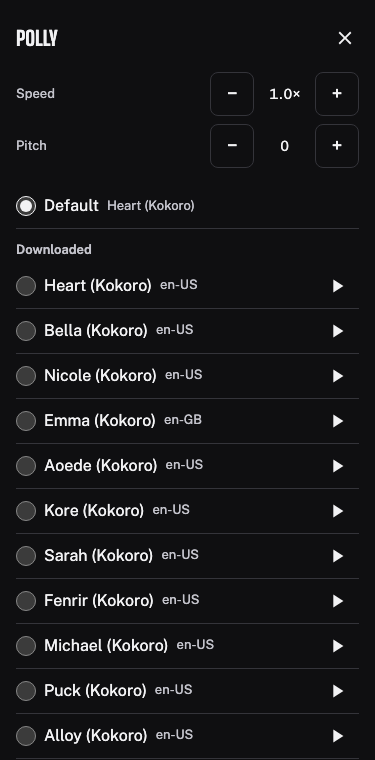 POLLY
Speed − 1.0× +
Pitch − 0 +
Default Heart (Kokoro)
Downloaded
Heart (Kokoro) en-US
Bella (Kokoro) en-US
Nicole (Kokoro) en-US
Emma (Kokoro) en-GB
Aoede (Kokoro) en-US
Kore (Kokoro) en-US
Sarah (Kokoro) en-US
Fenrir (Kokoro) en-US
Michael (Kokoro) en-US
Puck (Kokoro) en-US
Alloy (Kokoro) en-US